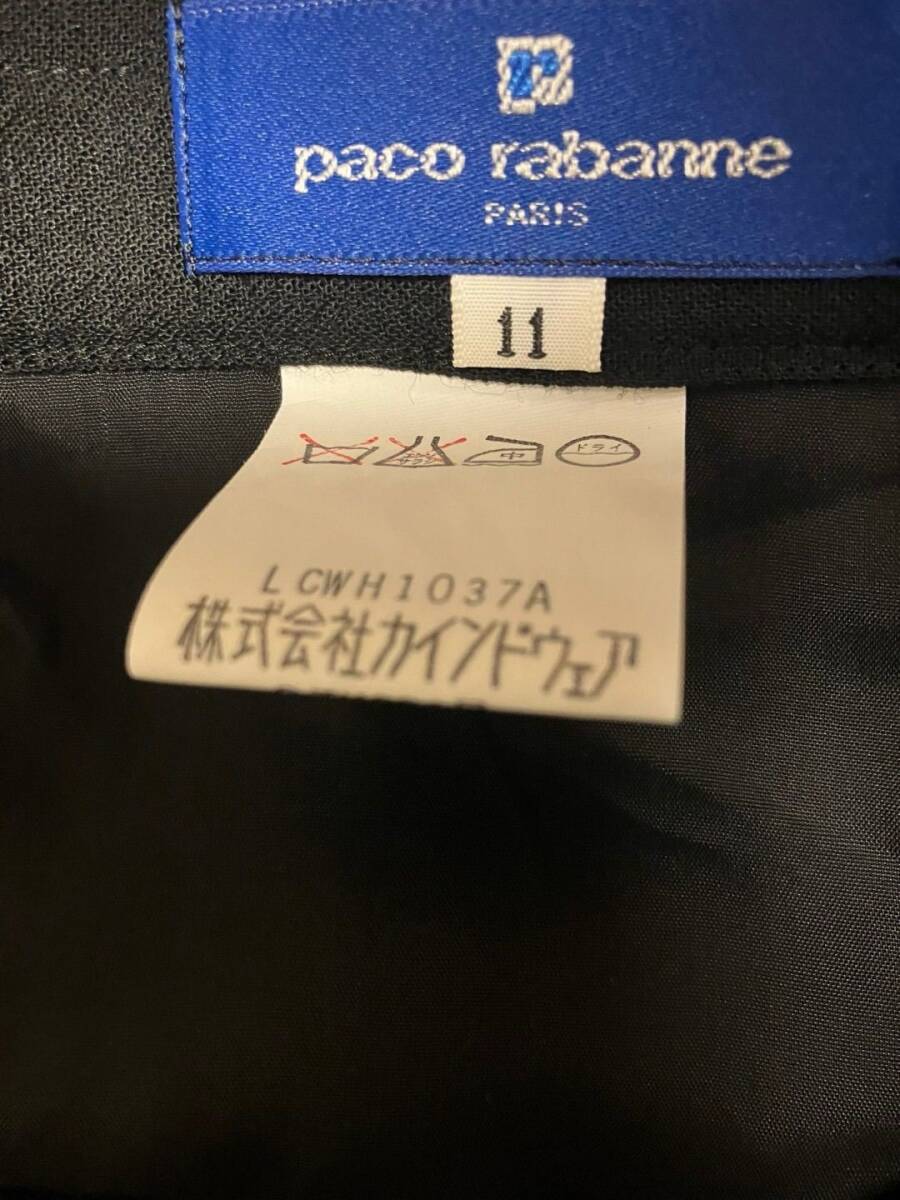 paco rabanne
PARIS
11
中 ドライ
LCWH1037A
株式会社カインドウェア